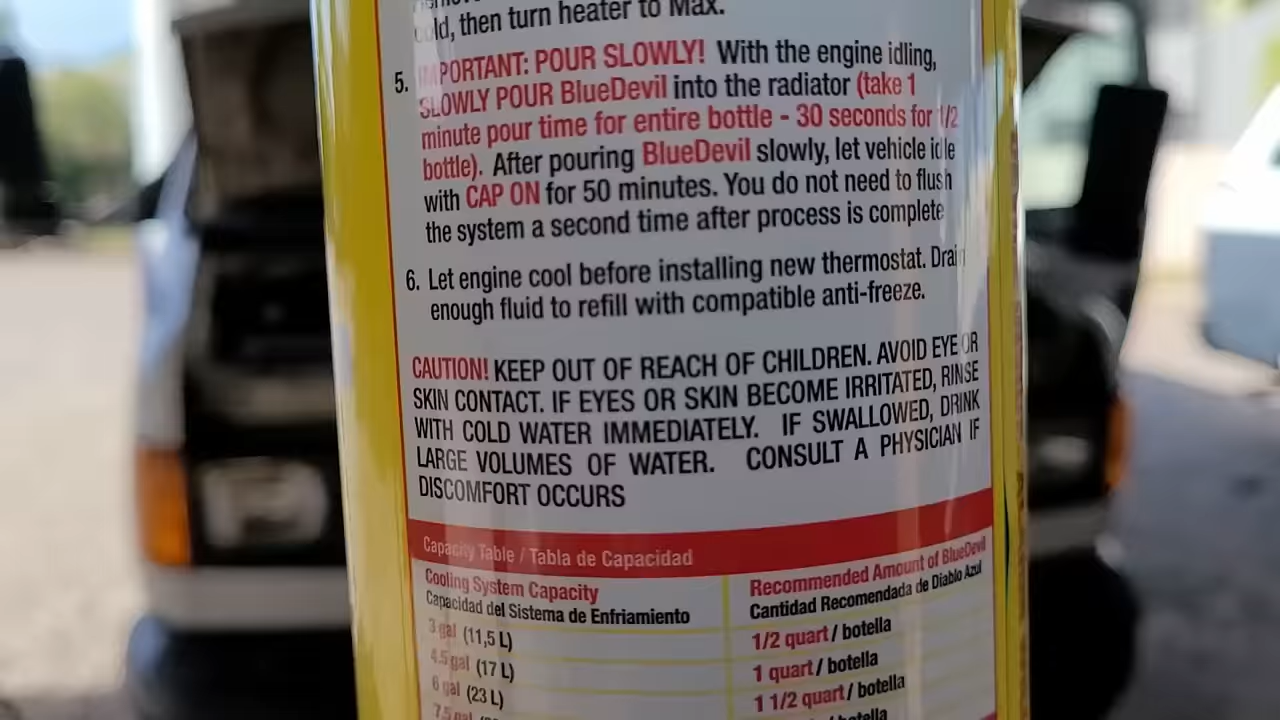 cold, then turn heater to Max.
5. IMPORTANT: POUR SLOWLY! With the engine idling,
SLOWLY POUR BlueDevil into the radiator (take 1
minute pour time for entire bottle - 30 seconds for 1/2
bottle). After pouring BlueDevil slowly, let vehicle idle
with CAP ON for 50 minutes. You do not need to flush
the system a second time after process is complete
6. Let engine cool before installing new thermostat. Drain
enough fluid to refill with compatible anti-freeze.
CAUTION! KEEP OUT OF REACH OF CHILDREN. AVOID EYE OR
SKIN CONTACT. IF EYES OR SKIN BECOME IRRITATED, RINSE
WITH COLD WATER IMMEDIATELY. IF SWALLOWED, DRINK
LARGE VOLUMES OF WATER. CONSULT A PHYSICIAN IF
DISCOMFORT OCCURS
Capacity Table / Tabla de Capacidad
Cooling System Capacity Recommended Amount of BlueDevil
Capacidad del Sistema de Enfriamiento Cantidad Recomendada de Diablo Azul
3 gal (11,5 L) 1/2 quart / botella
4.5 gal (17 L) 1 quart / botella
6 gal (23 L) 1 1/2 quart / botella
7.5 gal botella